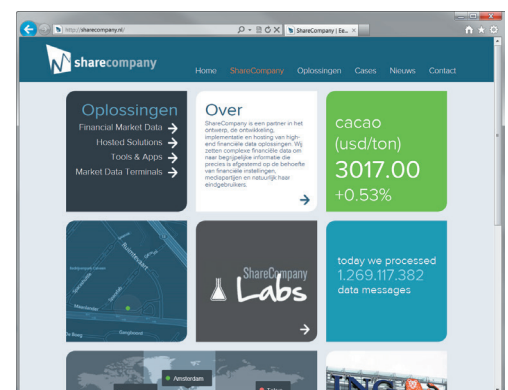 http://sharecompany.nl/
ShareCompany | Ee...
sharecompany
Home ShareCompany Oplossingen Cases Nieuws Contact
Oplossingen
Financial Market Data
Hosted Solutions
Tools & Apps
Market Data Terminals
Over
ShareCompany is een partner in het
ontwerp, de ontwikkeling,
implementatie en hosting van high-
end financiële data oplossingen. Wij
zetten complexe financiële data om
naar begrijpelijke informatie die
precies is afgestemd op de behoefte
van financiële instellingen,
mediapartijen en natuurlijk haar
eindgebruikers.
cacao
(usd/ton)
3017.00
+0.53%
Ruimtevaart
Meerlander
Gangboord
ShareCompany
Labs
today we processed
1.269.117.382
data messages
Amsterdam
ING